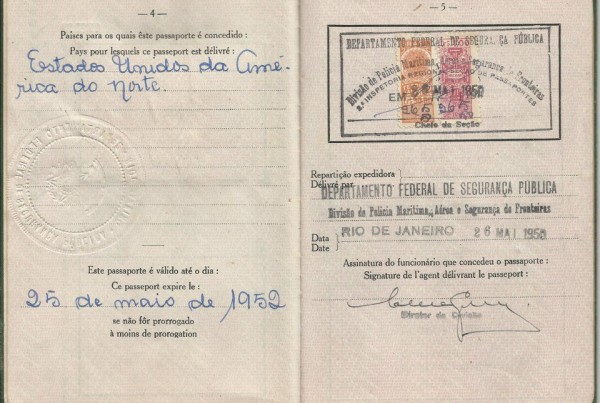 — 4 —
Países para os quais êste passaporte é concedido :
Pays pour lesquels ce passeport est délivré :
Estados Unidos da Amé-
rica do norte.
Este passaporte é válido até o dia :
Ce passeport expire le :
25 de maio de 1952
se não fôr prorrogado
à moins de prorogation
— 5 —
DEPARTAMENTO FEDERAL DE SEGURANÇA PÚBLICA
Divisão de Polícia Marítima, Aérea e Segurança de Fronteiras
EM 26 MAI 1950
Chefe da Seção
Repartição expedidora
Délivré par
DEPARTAMENTO FEDERAL DE SEGURANÇA PÚBLICA
Divisão de Polícia Marítima, Aérea e Segurança de Fronteiras
Data RIO DE JANEIRO 26 MAI 1950
Date
Assinatura do funcionário que concedeu o passaporte :
Signature de l'agent délivrant le passeport :
Diretor da Divisão